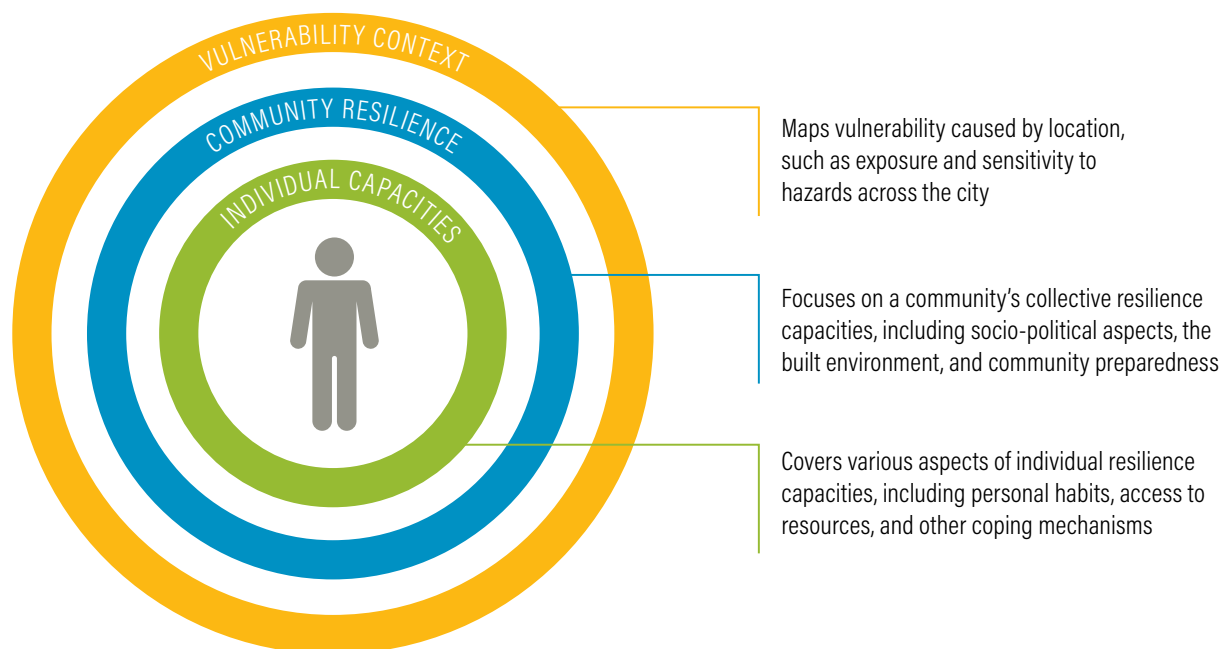 VULNERABILITY CONTEXT
COMMUNITY RESILIENCE
INDIVIDUAL CAPACITIES
Maps vulnerability caused by location,
such as exposure and sensitivity to
hazards across the city
Focuses on a community’s collective resilience
capacities, including socio-political aspects, the
built environment, and community preparedness
Covers various aspects of individual resilience
capacities, including personal habits, access to
resources, and other coping mechanisms